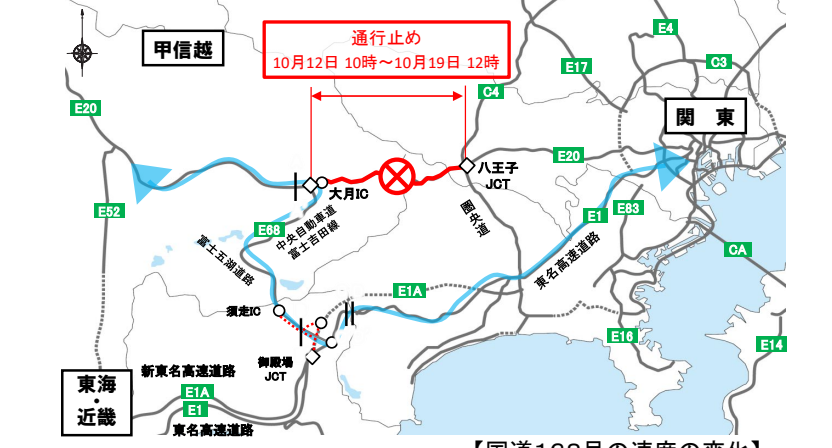 甲信越
通行止め
10月12日 10時～10月19日 12時
E4
C3
E17
C4
E20
関 東
E20
八王子
JCT
大月IC
E52
E68
中央自動車道
富士吉田線
圏央道
E1
E83
富士五湖道路
東名高速道路
CA
E1A
須走IC
E16
E14
御殿場
JCT
新東名高速道路
東海
・
近畿
E1A
E1
東名高速道路